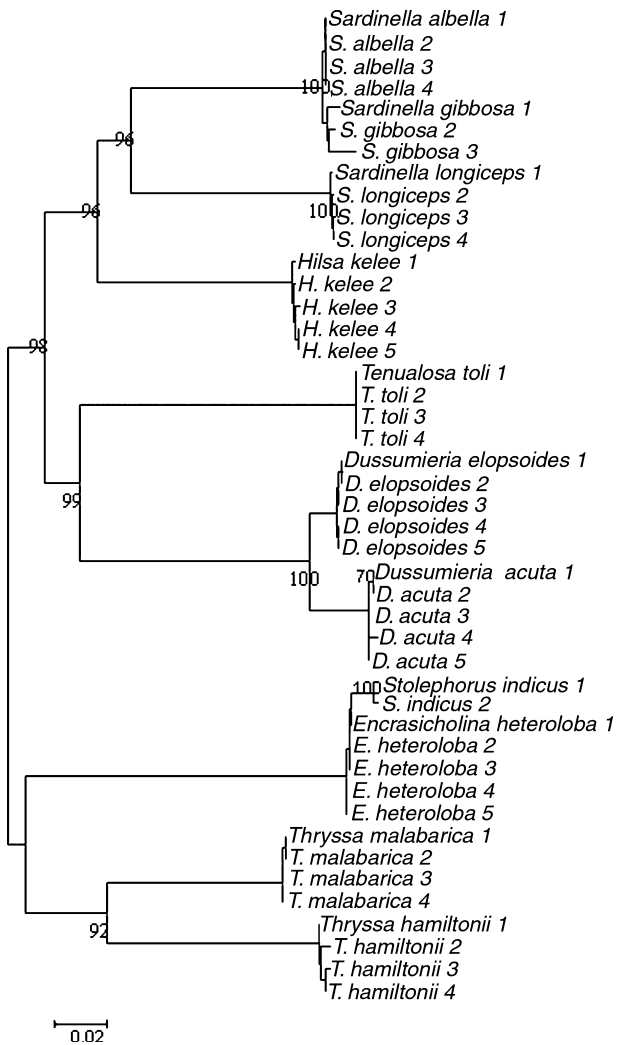 Sardinella albella 1
S. albella 2
S. albella 3
100
S. albella 4
Sardinella gibbosa 1
96
S. gibbosa 2
S. gibbosa 3
Sardinella longiceps 1
S. longiceps 2
96
100
S. longiceps 3
S. longiceps 4
Hilsa kelee 1
H. kelee 2
H. kelee 3
H. kelee 4
98
H. kelee 5
Tenualosa toli 1
T. toli 2
T. toli 3
T. toli 4
Dussumieria elopsoides 1
D. elopsoides 2
99
D. elopsoides 3
D. elopsoides 4
D. elopsoides 5
100
70
Dussumieria acuta 1
D. acuta 2
D. acuta 3
D. acuta 4
D. acuta 5
100
Stolephorus indicus 1
S. indicus 2
Encrasicholina heteroloba 1
E. heteroloba 2
E. heteroloba 3
E. heteroloba 4
E. heteroloba 5
Thryssa malabarica 1
T. malabarica 2
T. malabarica 3
T. malabarica 4
92
Thryssa hamiltonii 1
T. hamiltonii 2
T. hamiltonii 3
T. hamiltonii 4
0.02